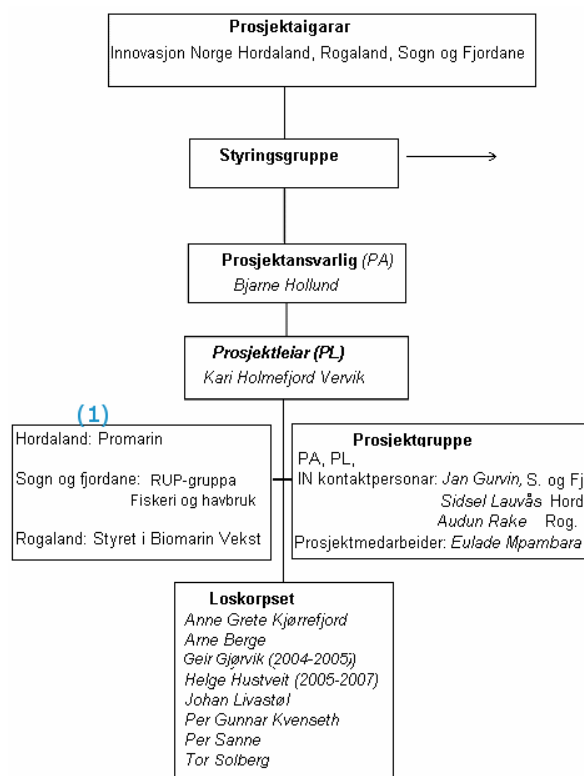 Prosjektaigarar
Innovasjon Norge Hordaland, Rogaland, Sogn og Fjordane
Styringsgruppe
Prosjektansvarlig (PA)
Bjarne Hollund
Prosjektleiar (PL)
Kari Holmefjord Vervik
(1)
Hordaland: Promarin
Sogn og fjordane: RUP-gruppa
Fiskeri og havbruk
Rogaland: Styret i Biomarin Vekst
Prosjektgruppe
PA, PL,
IN kontaktpersonar: Jan Gurvin, S. og Fj
Sidsel Lauvås Hord
Audun Rake Rog.
Prosjektmedarbeider: Eulade Mpambara
Loskorpset
Anne Grete Kjørrefjord
Arne Berge
Geir Gjørvik (2004-2005)
Helge Hustveit (2005-2007)
Johan Livastøl
Per Gunnar Kvenseth
Per Sanne
Tor Solberg